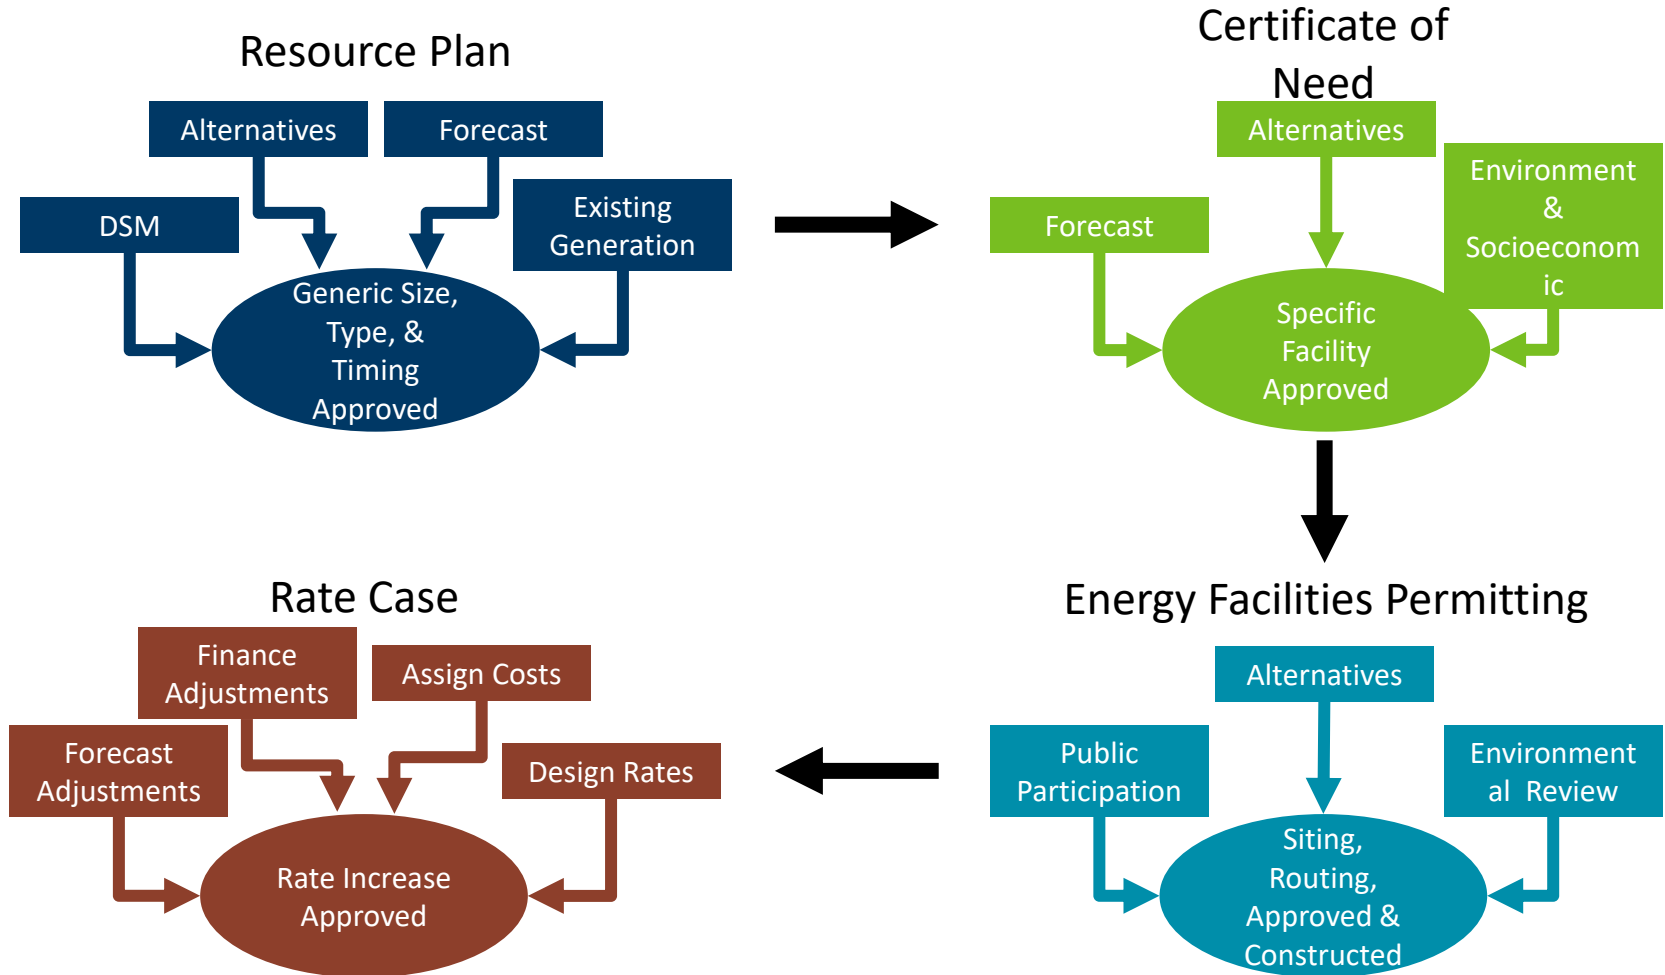 Resource Plan
Alternatives
Forecast
DSM
Existing
Generation
Generic Size,
Type, &
Timing
Approved
Certificate of
Need
Alternatives
Forecast
Environment
&
Socioeconom
ic
Specific
Facility
Approved
Rate Case
Finance
Adjustments
Assign Costs
Forecast
Adjustments
Design Rates
Rate Increase
Approved
Energy Facilities Permitting
Alternatives
Public
Participation
Environment
al  Review
Siting,
Routing,
Approved &
Constructed